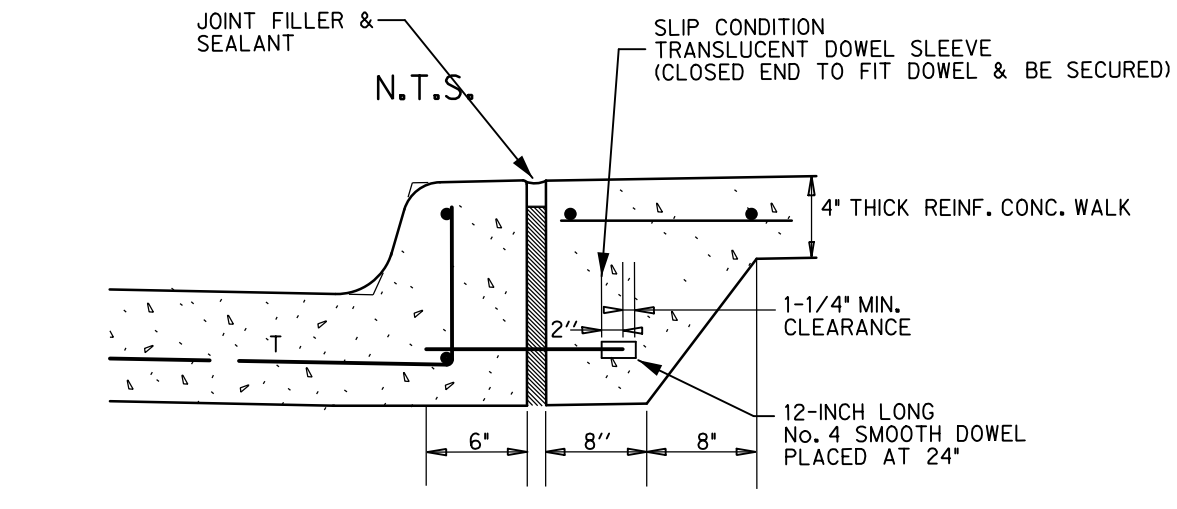 JOINT FILLER &
SEALANT
N.T.S.
SLIP CONDITION
TRANSLUCENT DOWEL SLEEVE
(CLOSED END TO FIT DOWEL & BE SECURED)
4" THICK REINF. CONC. WALK
1-1/4" MIN.
CLEARANCE
2''
T
12-INCH LONG
No. 4 SMOOTH DOWEL
PLACED AT 24"
6" 8'' 8"